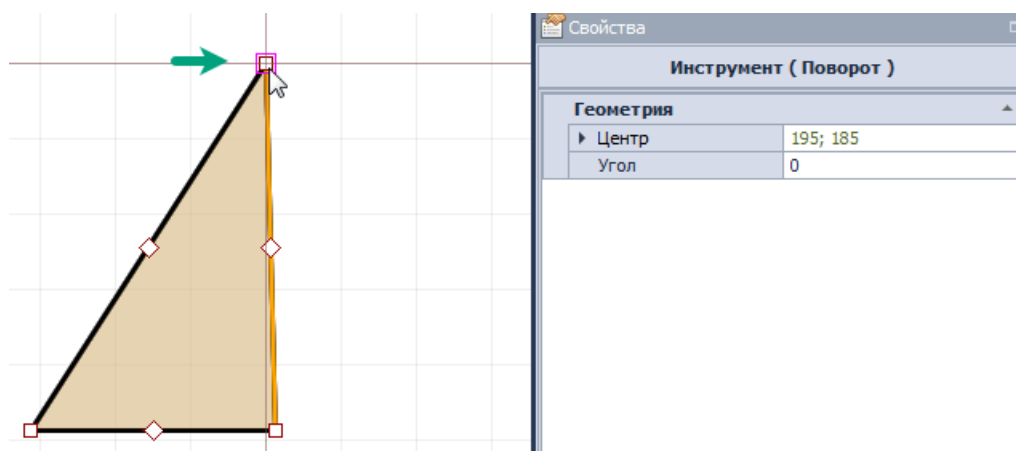 Свойства
Инструмент ( Поворот )
Геометрия
Центр 195; 185
Угол 0